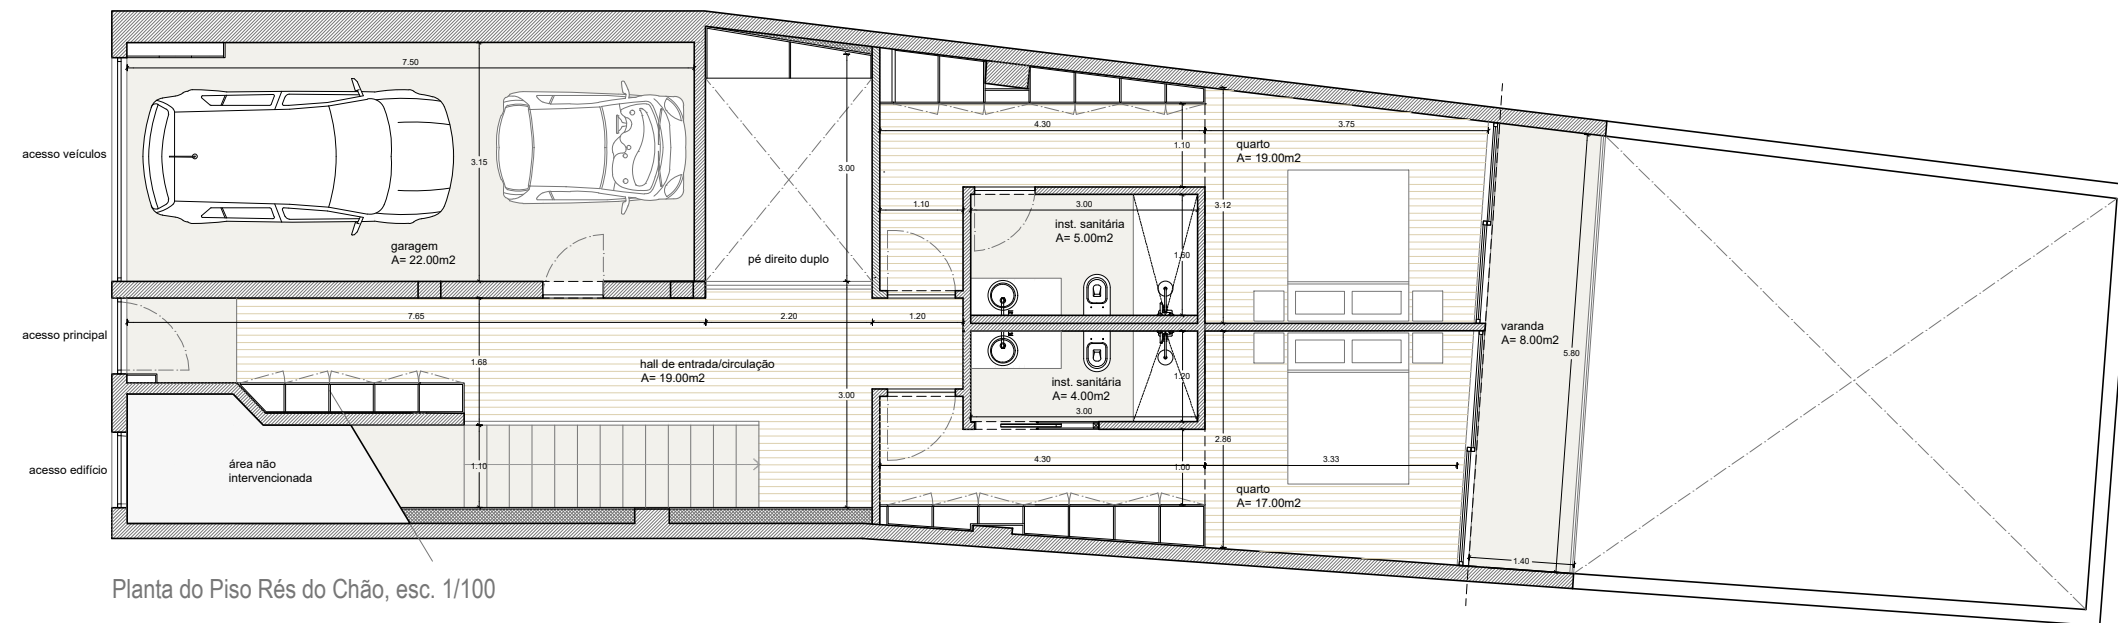 7.50
acesso veículos
3.15
garagem
A= 22.00m2
3.00
pé direito duplo
4.30
3.75
1.10
quarto
A= 19.00m2
1.10
3.00
3.12
inst. sanitária
A= 5.00m2
1.60
acesso principal
7.65
2.20
1.20
1.68
hall de entrada/circulação
A= 19.00m2
3.00
inst. sanitária
A= 4.00m2
1.20
3.00
varanda
A= 8.00m2
5.80
acesso edifício
área não
intervencionada
1.10
4.30
1.00
2.86
3.33
quarto
A= 17.00m2
1.40
Planta do Piso Rés do Chão, esc. 1/100